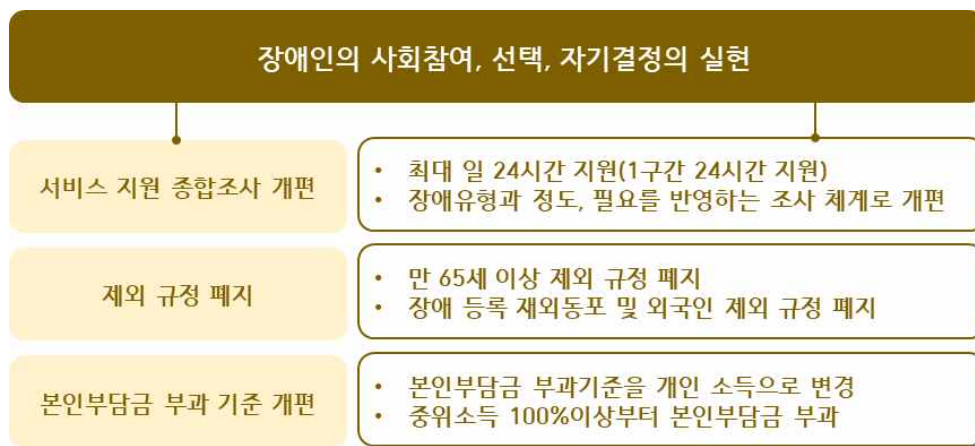 장애인의 사회참여, 선택, 자기결정의 실현
서비스 지원 종합조사 개편
• 최대 일 24시간 지원(1구간 24시간 지원)
• 장애유형과 정도, 필요를 반영하는 조사 체계로 개편
제외 규정 폐지
• 만 65세 이상 제외 규정 폐지
• 장애 등록 재외동포 및 외국인 제외 규정 폐지
본인부담금 부과 기준 개편
• 본인부담금 부과기준을 개인 소득으로 변경
• 중위소득 100%이상부터 본인부담금 부과